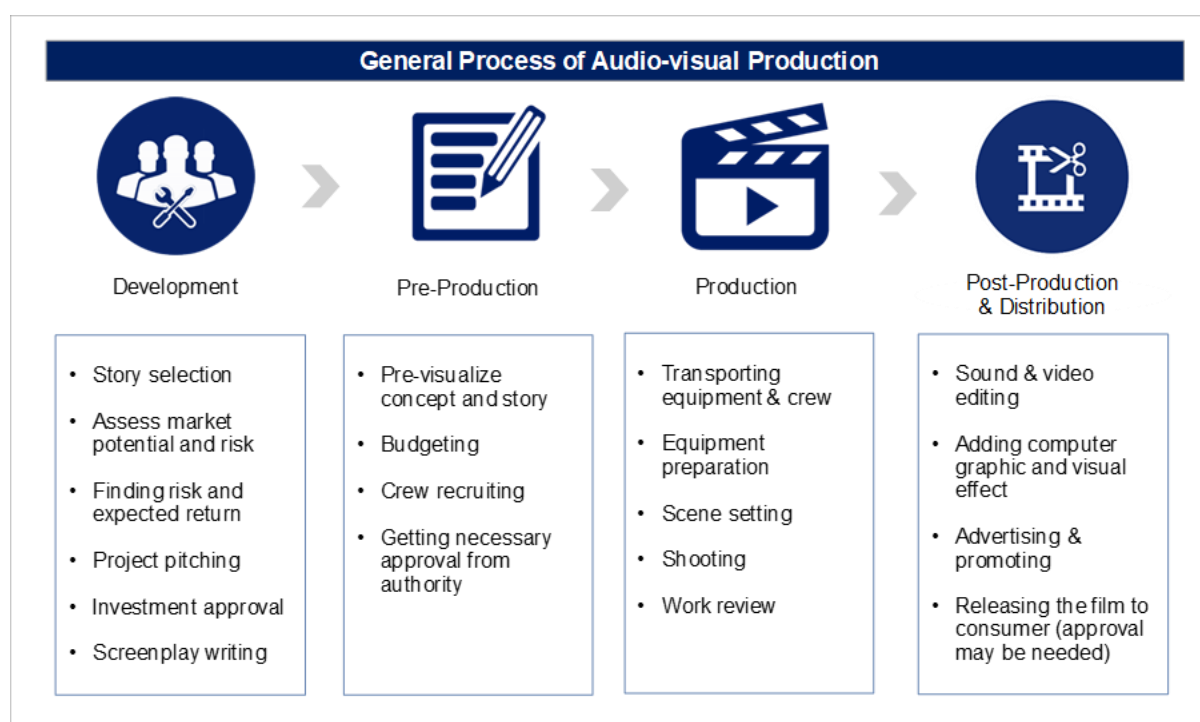 General Process of Audio-visual Production
Development
Pre-Production
Production
Post-Production
& Distribution
• Story selection
• Assess market
potential and risk
• Finding risk and
expected return
• Project pitching
• Investment approval
• Screenplay writing
• Pre-visualize
concept and story
• Budgeting
• Crew recruiting
• Getting necessary
approval from
authority
• Transporting
equipment & crew
• Equipment
preparation
• Scene setting
• Shooting
• Work review
• Sound & video
editing
• Adding computer
graphic and visual
effect
• Advertising &
promoting
• Releasing the film to
consumer (approval
may be needed)